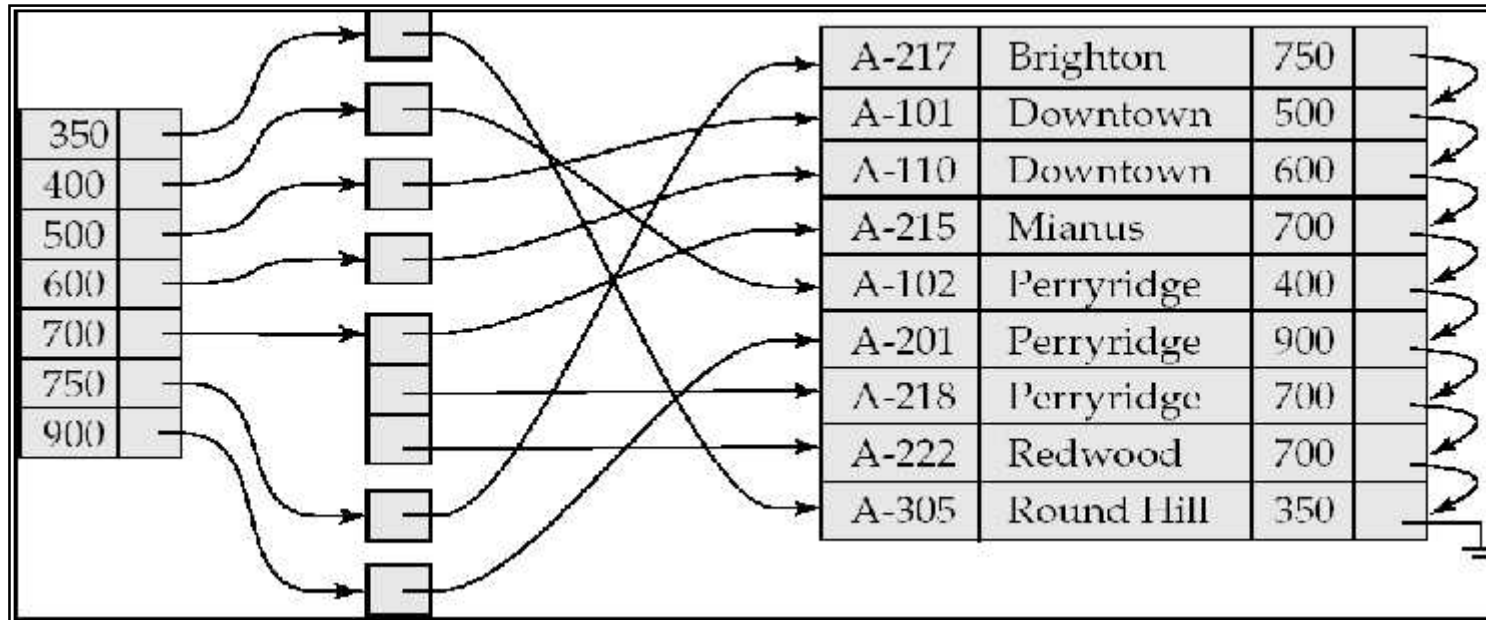 350
400
500
600
700
750
900
A-217 Brighton 750
A-101 Downtown 500
A-110 Downtown 600
A-215 Mianus 700
A-102 Perryridge 400
A-201 Perryridge 900
A-218 Perryridge 700
A-222 Redwood 700
A-305 Round Hill 350